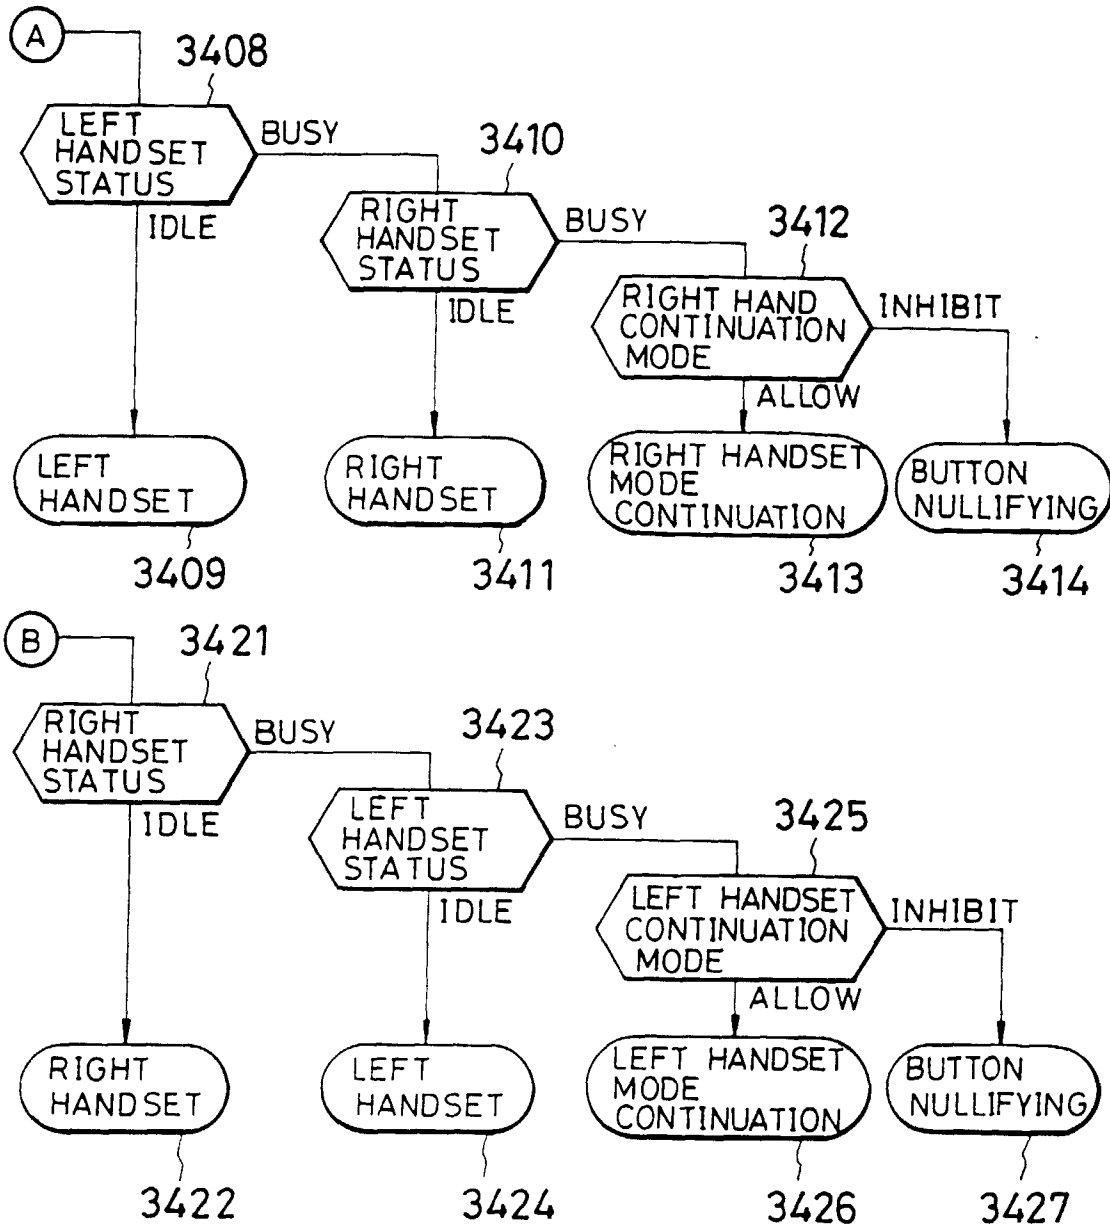 A
3408
LEFT
HANDSET
STATUS
BUSY
IDLE
3410
RIGHT
HANDSET
STATUS
BUSY
IDLE
3412
RIGHT HAND
CONTINUATION
MODE
INHIBIT
ALLOW
LEFT
HANDSET
3409
RIGHT
HANDSET
3411
RIGHT HANDSET
MODE
CONTINUATION
3413
BUTTON
NULLIFYING
3414
B
3421
RIGHT
HANDSET
STATUS
BUSY
IDLE
3423
LEFT
HANDSET
STATUS
BUSY
IDLE
3425
LEFT HANDSET
CONTINUATION
MODE
INHIBIT
ALLOW
RIGHT
HANDSET
3422
LEFT
HANDSET
3424
LEFT HANDSET
MODE
CONTINUATION
3426
BUTTON
NULLIFYING
3427